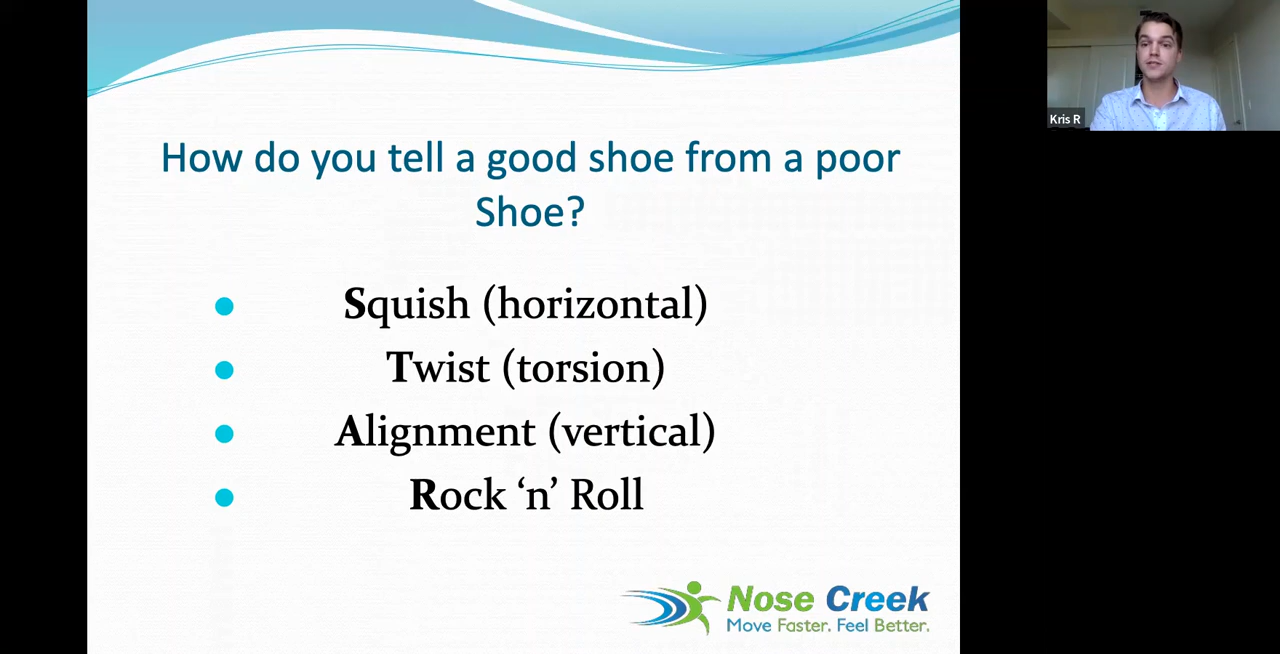 How do you tell a good shoe from a poor
Shoe?
Squish (horizontal)
Twist (torsion)
Alignment (vertical)
Rock ‘n’ Roll
Nose Creek
Move Faster. Feel Better.
Kris R